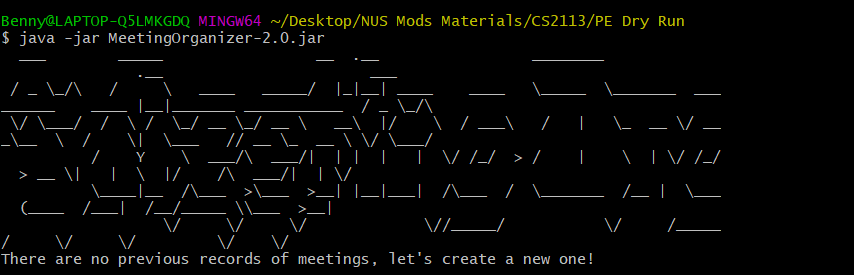 Benny@LAPTOP-Q5LMKGDQ MINGW64 ~/Desktop/NUS Mods Materials/CS2113/PE Dry Run
$ java -jar MeetingOrganizer-2.0.jar
There are no previous records of meetings, let's create a new one!